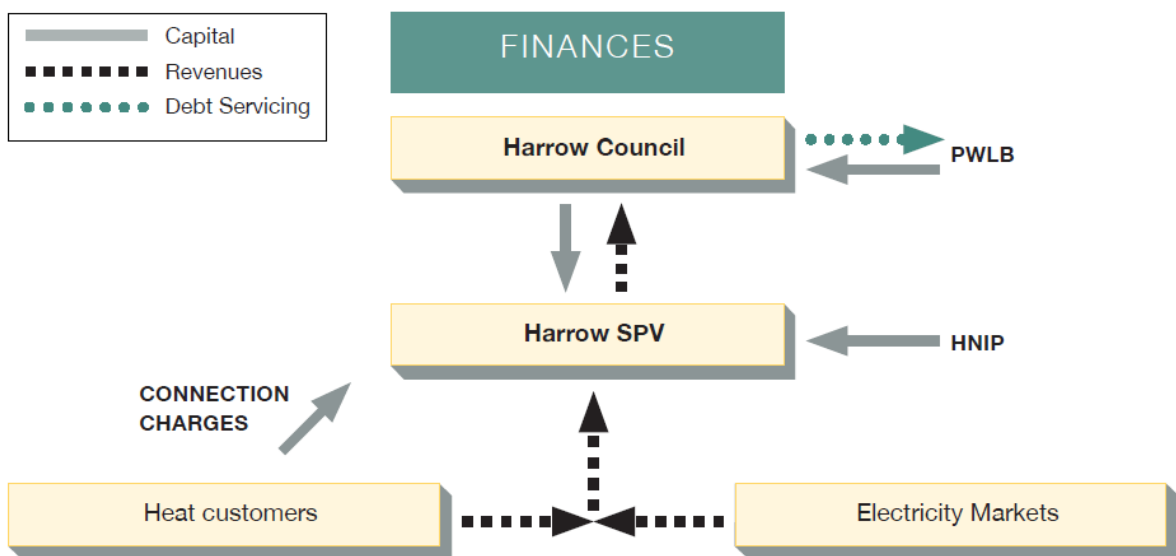 Capital
Revenues
Debt Servicing
FINANCES
Harrow Council
PWLB
Harrow SPV
HNIP
CONNECTION
CHARGES
Heat customers
Electricity Markets